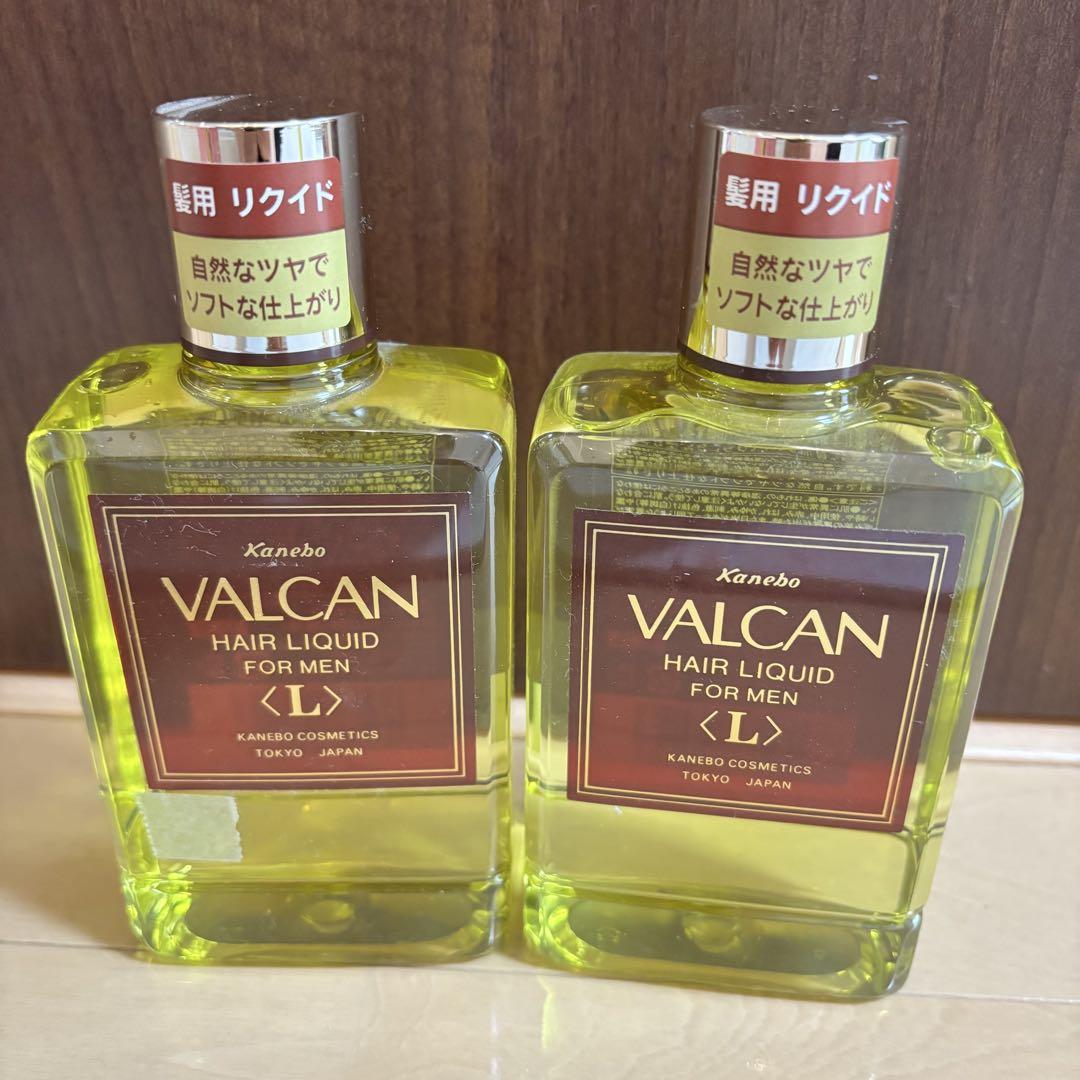 髪用 リクイド
自然なツヤで
ソフトな仕上がり
Kanebo
VALCAN
HAIR LIQUID
FOR MEN
〈L〉
KANEBO COSMETICS
TOKYO JAPAN
髪用 リクイド
自然なツヤで
ソフトな仕上がり
Kanebo
VALCAN
HAIR LIQUID
FOR MEN
〈L〉
KANEBO COSMETICS
TOKYO JAPAN